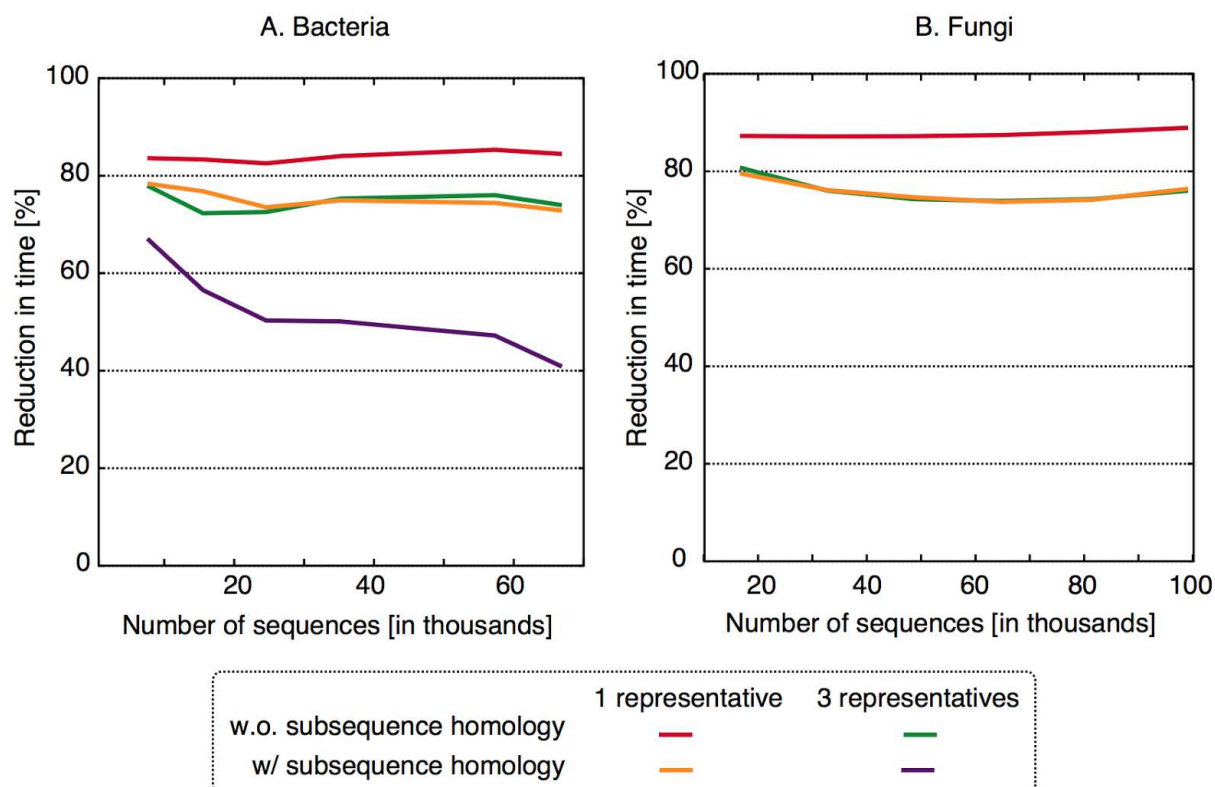 A. Bacteria
B. Fungi
100
80
60
40
20
0
Reduction in time [%]
20 40 60
Number of sequences [in thousands]
100
80
60
40
20
0
Reduction in time [%]
20 40 60 80 100
Number of sequences [in thousands]
1 representative 3 representatives
w.o. subsequence homology
w/ subsequence homology